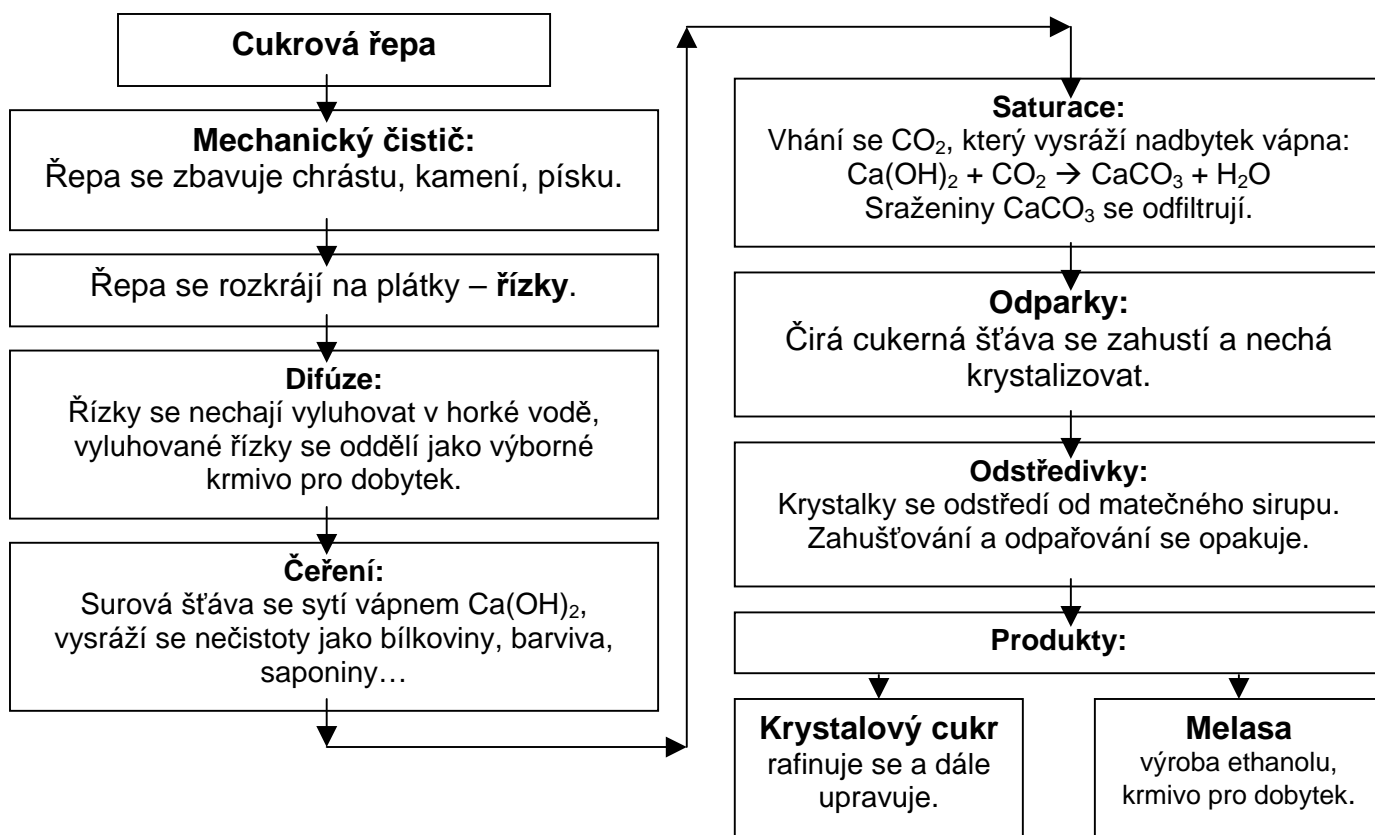 Cukrová řepa
Mechanický čistič:
Řepa se zbavuje chrástu, kamení, písku.
Řepa se rozkrájí na plátky – řízky.
Difúze:
Řízky se nechají vyluhovat v horké vodě,
vyluhované řízky se oddělí jako výborné
krmivo pro dobytek.
Čeření:
Surová šťáva se sytí vápnem Ca(OH)₂,
vysráží se nečistoty jako bílkoviny, barviva,
saponiny…
Saturace:
Vhání se CO₂, který vysráží nadbytek vápna:
Ca(OH)₂ + CO₂ → CaCO₃ + H₂O
Sraženiny CaCO₃ se odfiltrují.
Odparky:
Čirá cukerná šťáva se zahustí a nechá
krystalizovat.
Odstředivky:
Krystalky se odstředí od matečného sirupu.
Zahušťování a odpařování se opakuje.
Produkty:
Krystalový cukr
rafinuje se a dále
upravuje.
Melasa
výroba ethanolu,
krmivo pro dobytek.